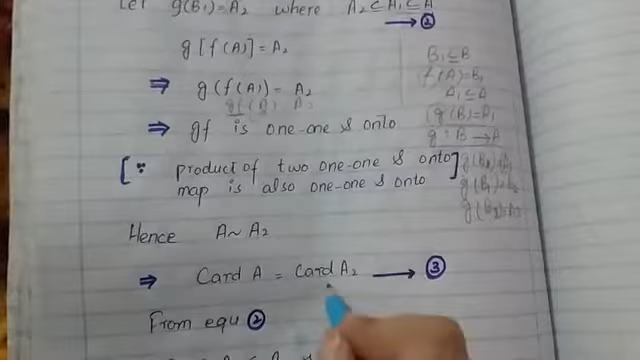 Let g(B₁) = A₂ where A₂ ⊆ A₁ ⊆ A
→ ②
g[f(A)] = A₂
⇒ g(f(A)) = A₂
⇒ gf is one-one & onto
[∵ product of two one-one & onto
map is also one-one & onto]
Hence A ~ A₂
⇒ Card A = Card A₂ → ③
From equ ②
B₁ ⊆ B
f(A) = B₁
A₁ ⊆ A
g(B) = A₁
g : B → A